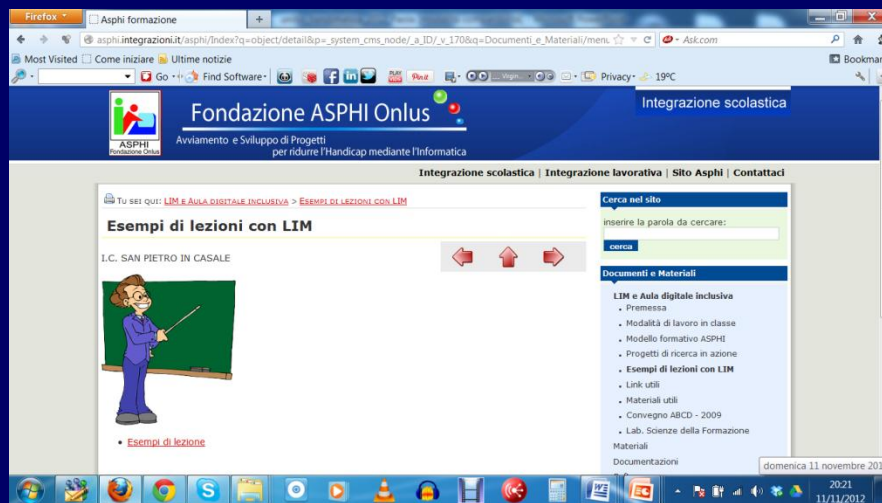 Firefox
Asphi formazione
asphi.integrazioni.it/asphi/Index?q=object/detail&p=_system_cms_node/_a_ID/_v_170&q=Documenti_e_Materiali/menu
Ask.com
Most Visited Come iniziare Ultime notizie
Bookmar
Go Find Software Privacy 19°C
ASPHI
Fondazione Onlus
Fondazione ASPHI Onlus
Avviamento e Sviluppo di Progetti
per ridurre l'Handicap mediante l'Informatica
Integrazione scolastica
Integrazione scolastica | Integrazione lavorativa | Sito Asphi | Contattaci
TU SEI QUI: LIM E AULA DIGITALE INCLUSIVA > ESEMPI DI LEZIONI CON LIM
Esempi di lezioni con LIM
I.C. SAN PIETRO IN CASALE
Esempi di lezione
Cerca nel sito
inserire la parola da cercare:
cerca
Documenti e Materiali
LIM e Aula digitale inclusiva
Premessa
Modalità di lavoro in classe
Modello formativo ASPHI
Progetti di ricerca in azione
Esempi di lezioni con LIM
Link utili
Materiali utili
Convegno ABCD - 2009
Lab. Scienze della Formazione
Materiali
Documentazioni
domenica 11 novembre 201
20:21
11/11/2012